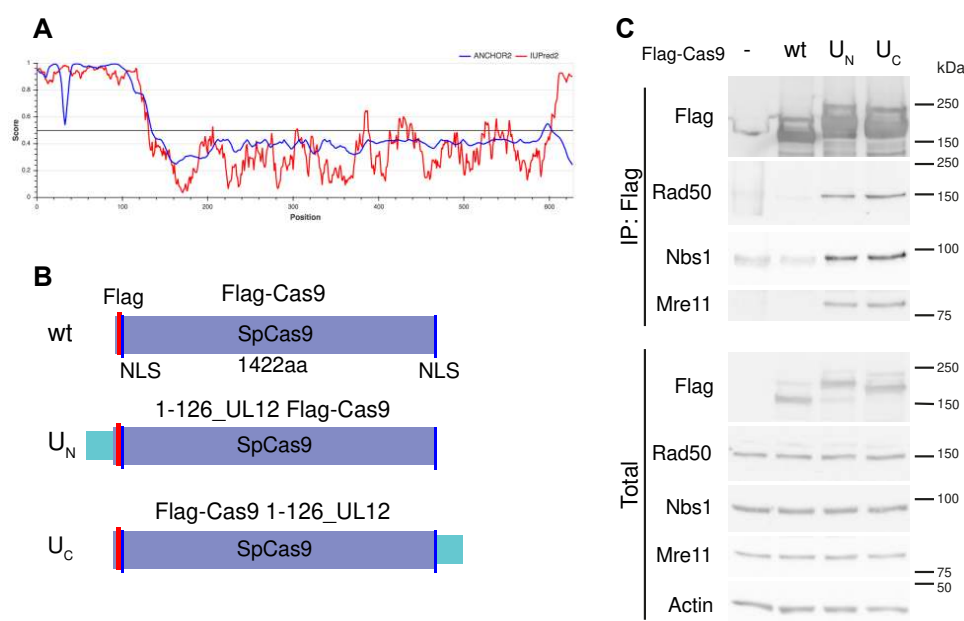 A
ANCHOR2 IUPred2
1
0.8
0.6
0.4
0.2
0
Score
0 100 200 300 400 500 600
Position
B
Flag Flag-Cas9
wt SpCas9
NLS 1422aa NLS
1-126_UL12 Flag-Cas9
UN SpCas9
Flag-Cas9 1-126_UL12
UC SpCas9
C
Flag-Cas9 - wt UN UC
kDa
IP: Flag
Flag 250
150
250
Rad50 150
Nbs1 100
Mre11 75
Total
Flag 250
150
Rad50 150
Nbs1 100
Mre11 75
50
Actin